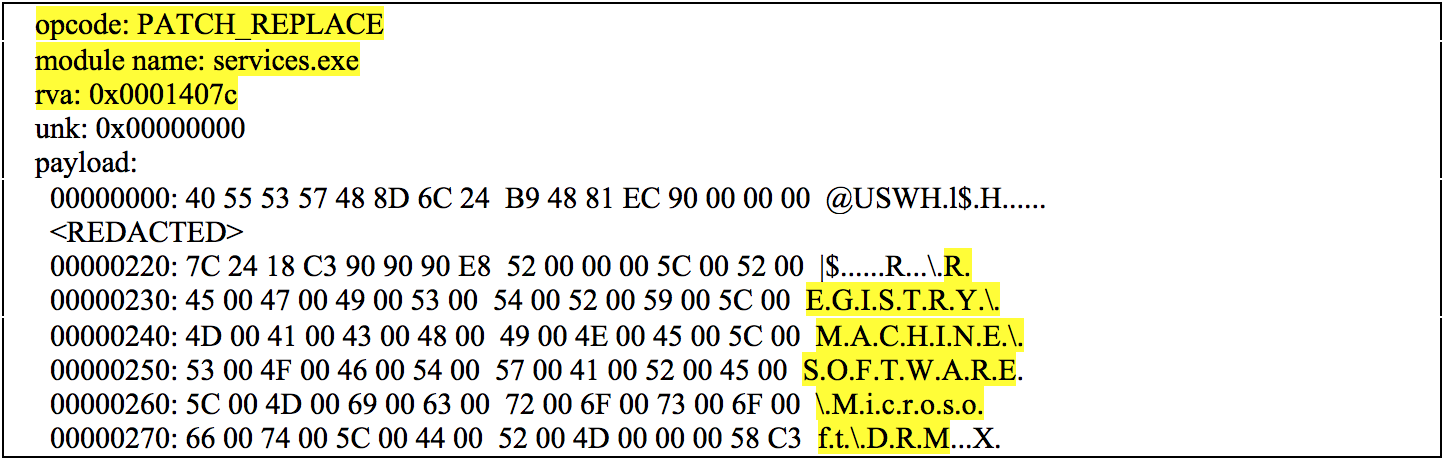 opcode: PATCH_REPLACE
module name: services.exe
rva: 0x0001407c
unk: 0x00000000
payload:
00000000: 40 55 53 57 48 8D 6C 24  B9 48 81 EC 90 00 00 00  @USWH.l$.H......
<REDACTED>
00000220: 7C 24 18 C3 90 90 90 E8  52 00 00 00 5C 00 52 00  |$......R...\.R.
00000230: 45 00 47 00 49 00 53 00  54 00 52 00 59 00 5C 00  E.G.I.S.T.R.Y.\.
00000240: 4D 00 41 00 43 00 48 00  49 00 4E 00 45 00 5C 00  M.A.C.H.I.N.E.\.
00000250: 53 00 4F 00 46 00 54 00  57 00 41 00 52 00 45 00  S.O.F.T.W.A.R.E.
00000260: 5C 00 4D 00 69 00 63 00  72 00 6F 00 73 00 6F 00  \.M.i.c.r.o.s.o.
00000270: 66 00 74 00 5C 00 44 00  52 00 4D 00 00 00 58 C3  f.t.\.D.R.M...X.